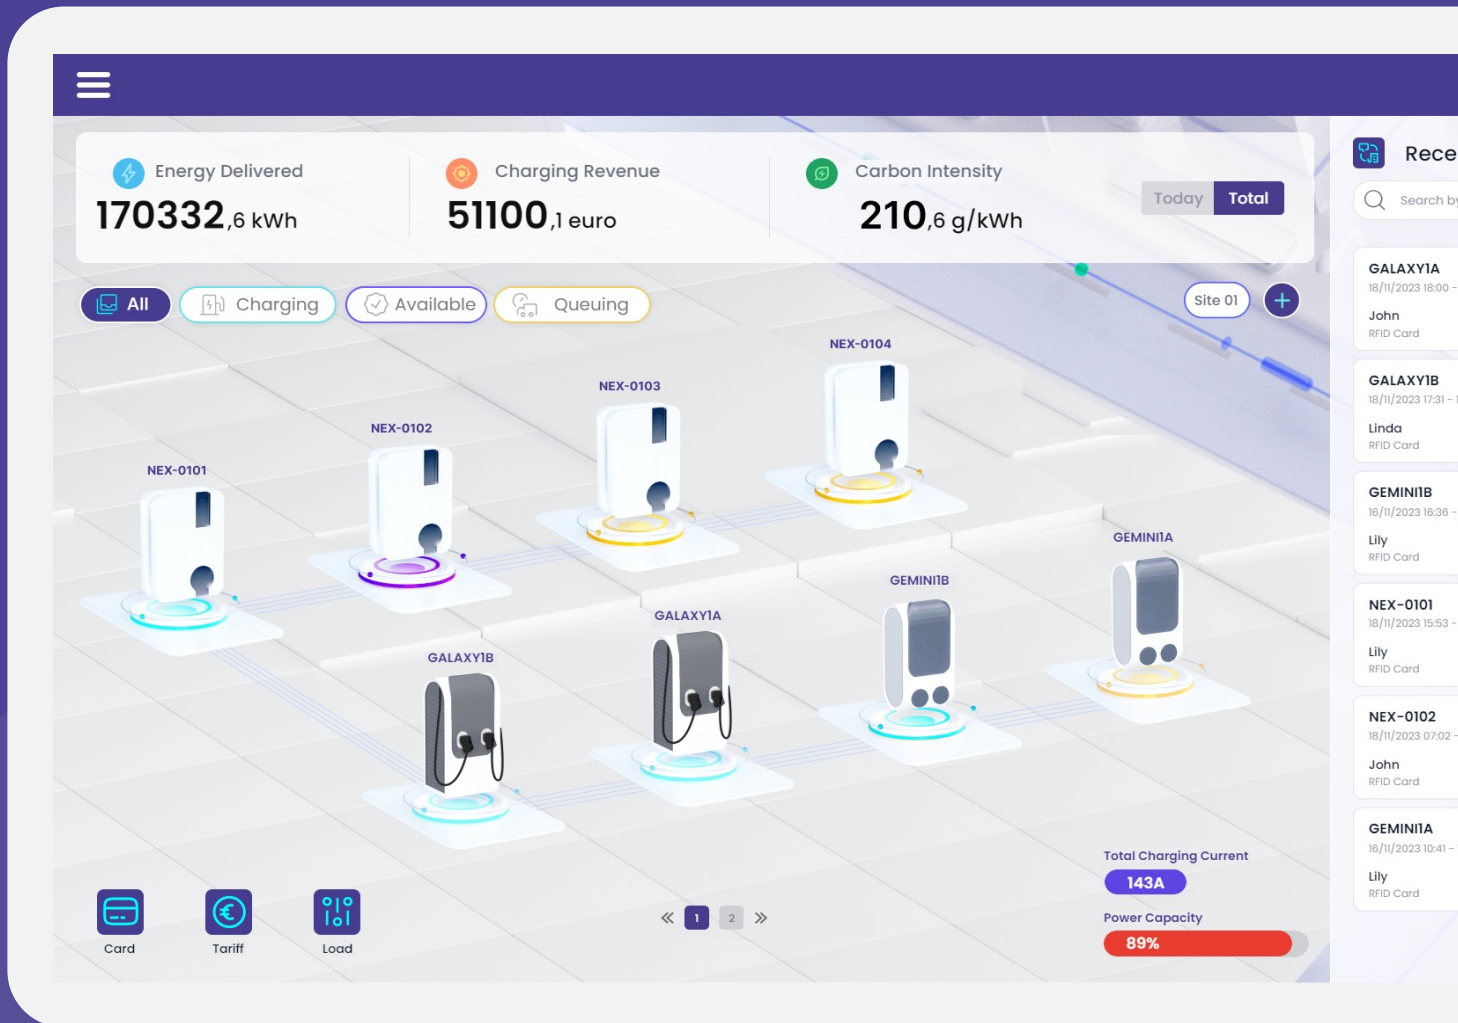 Energy Delivered
170332,6 kWh
Charging Revenue
51100,1 euro
Carbon Intensity
210,6 g/kWh
Today Total
All Charging Available Queuing
Site 01
NEX-0104
NEX-0103
NEX-0102
NEX-0101
GEMINI1A
GEMINI1B
GALAXY1A
GALAXY1B
Total Charging Current
143A
Power Capacity
89%
Card
Tariff
Load
1 2
Rece
Search by
GALAXY1A
18/11/2023 18:00 -
John
RFID Card
GALAXY1B
18/11/2023 17:31 - 1
Linda
RFID Card
GEMINI1B
16/11/2023 16:36 -
Lily
RFID Card
NEX-0101
18/11/2023 15:53 -
Lily
RFID Card
NEX-0102
18/11/2023 07:02 -
John
RFID Card
GEMINI1A
16/11/2023 10:41 -
Lily
RFID Card